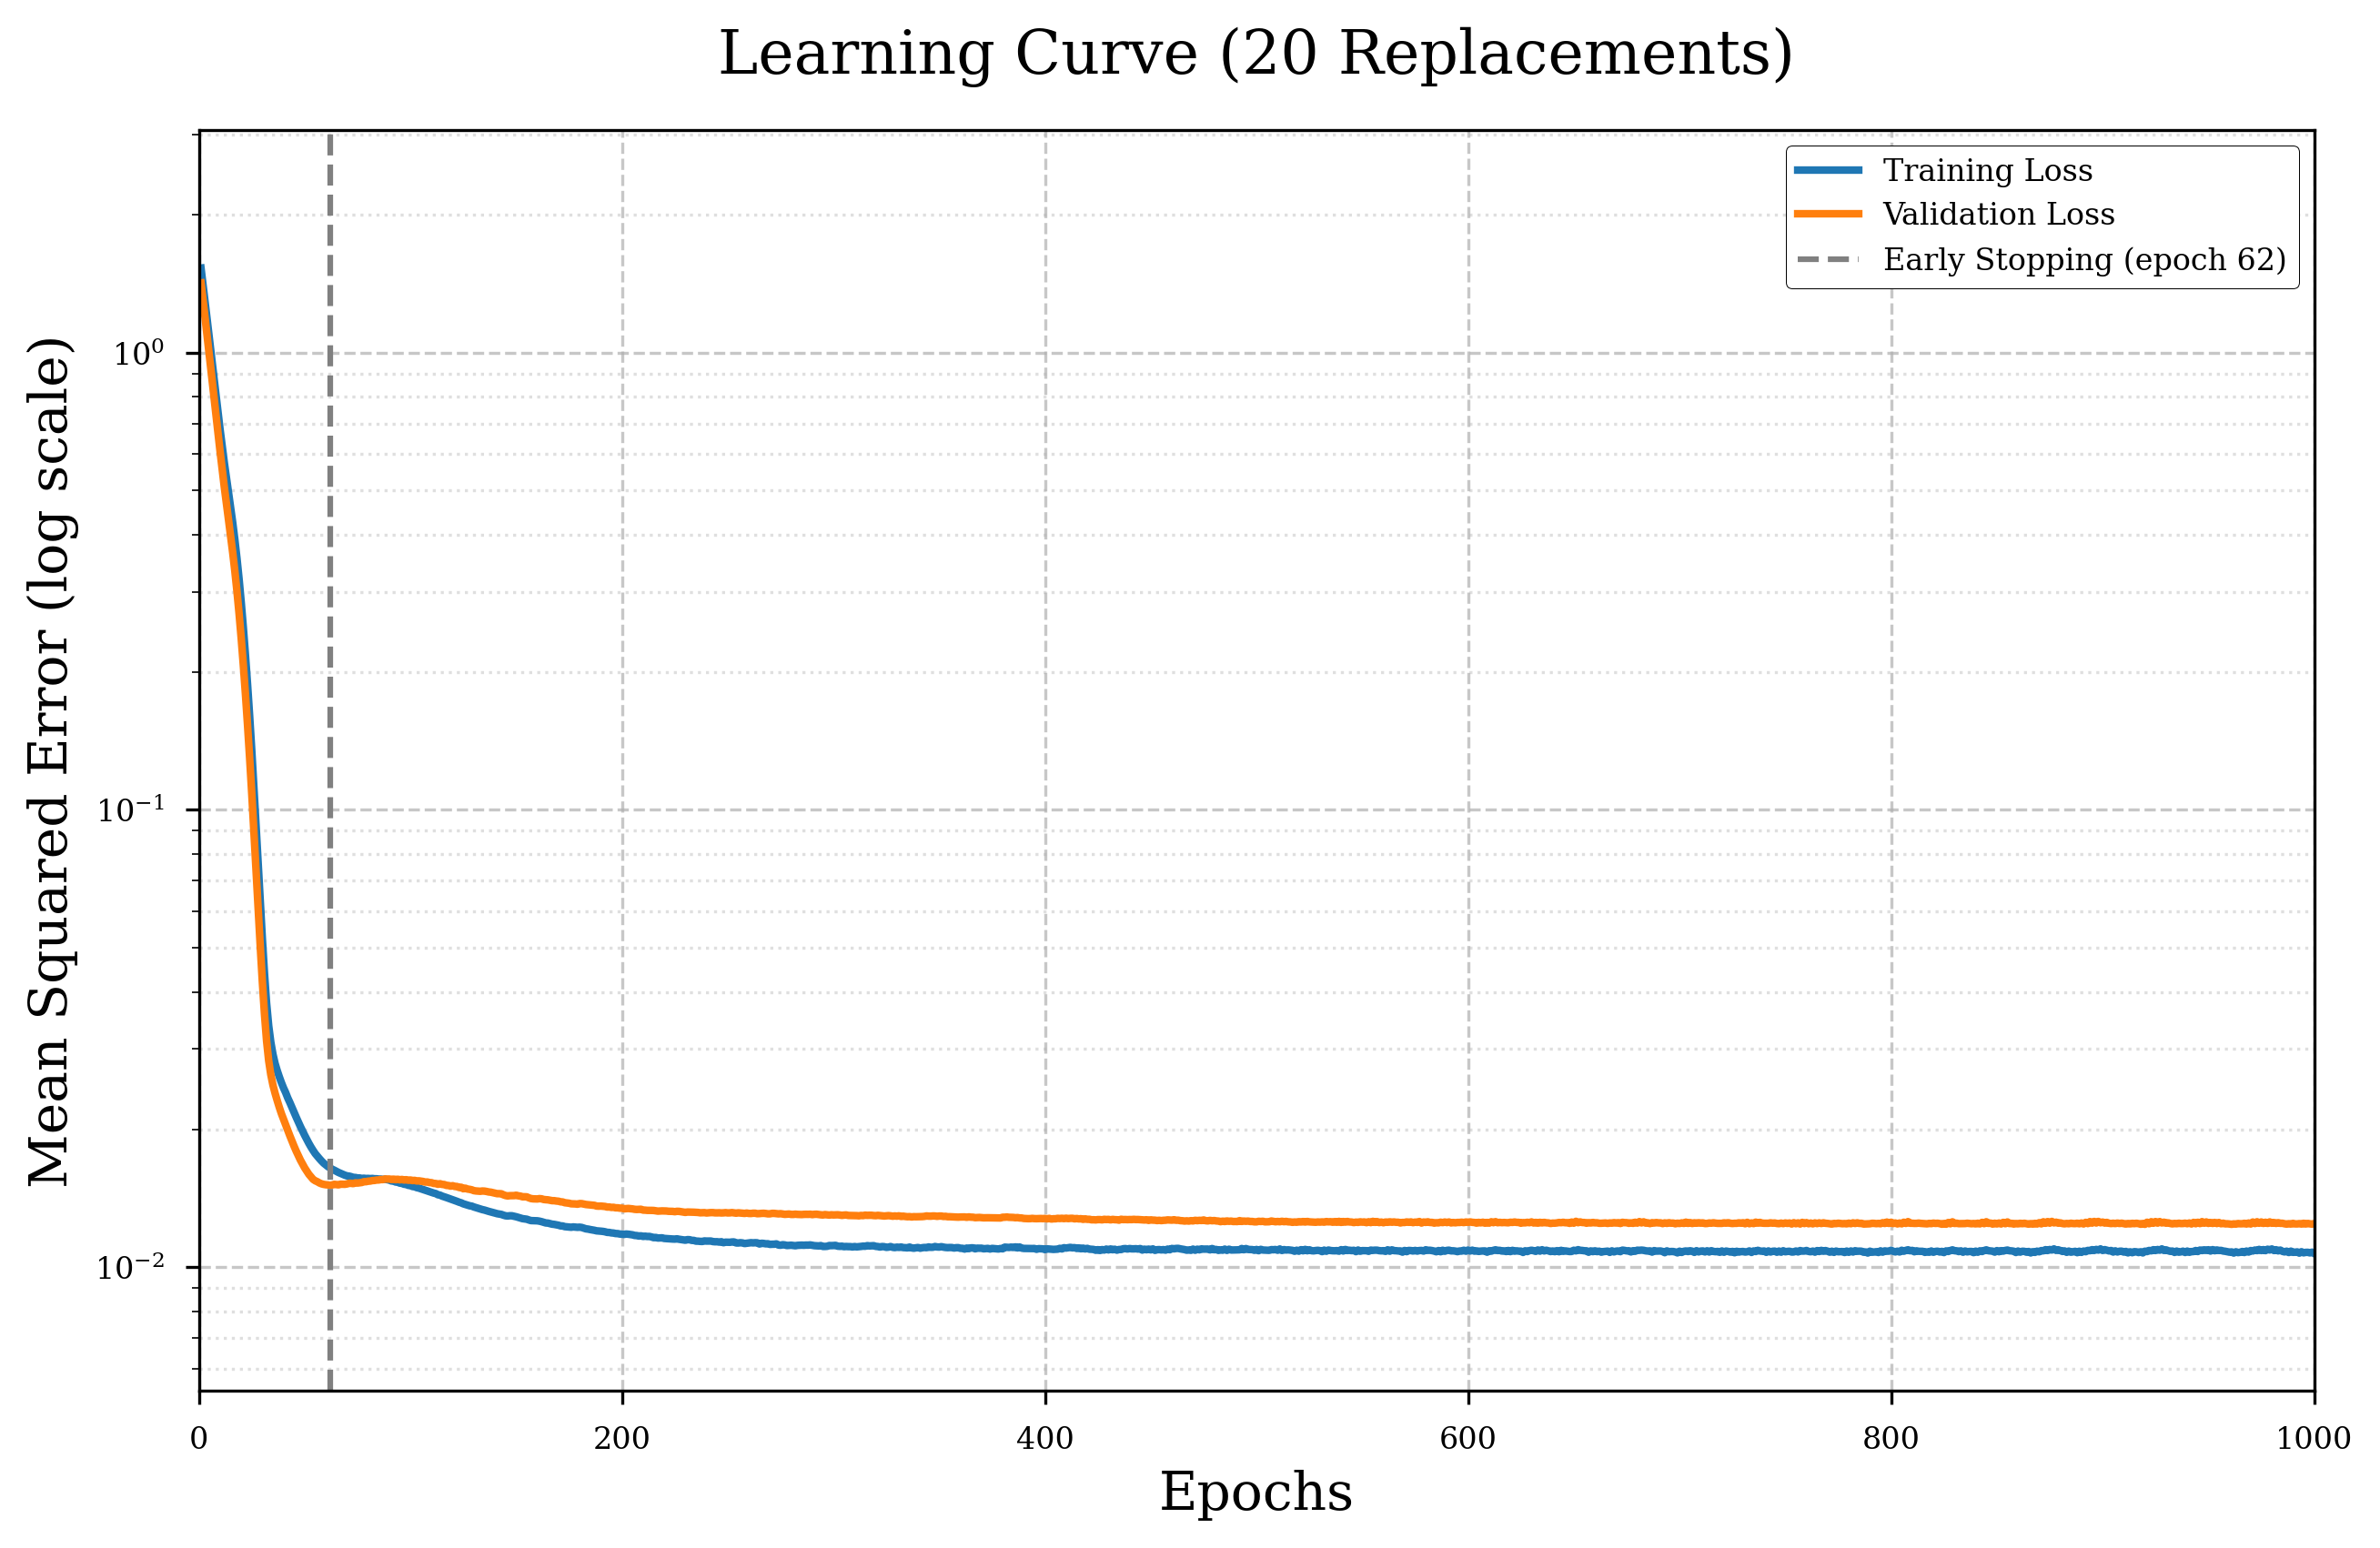 Learning Curve (20 Replacements)
Training Loss
Validation Loss
Early Stopping (epoch 62)
Mean Squared Error (log scale)
10⁰
10⁻¹
10⁻²
0 200 400 600 800 1000
Epochs